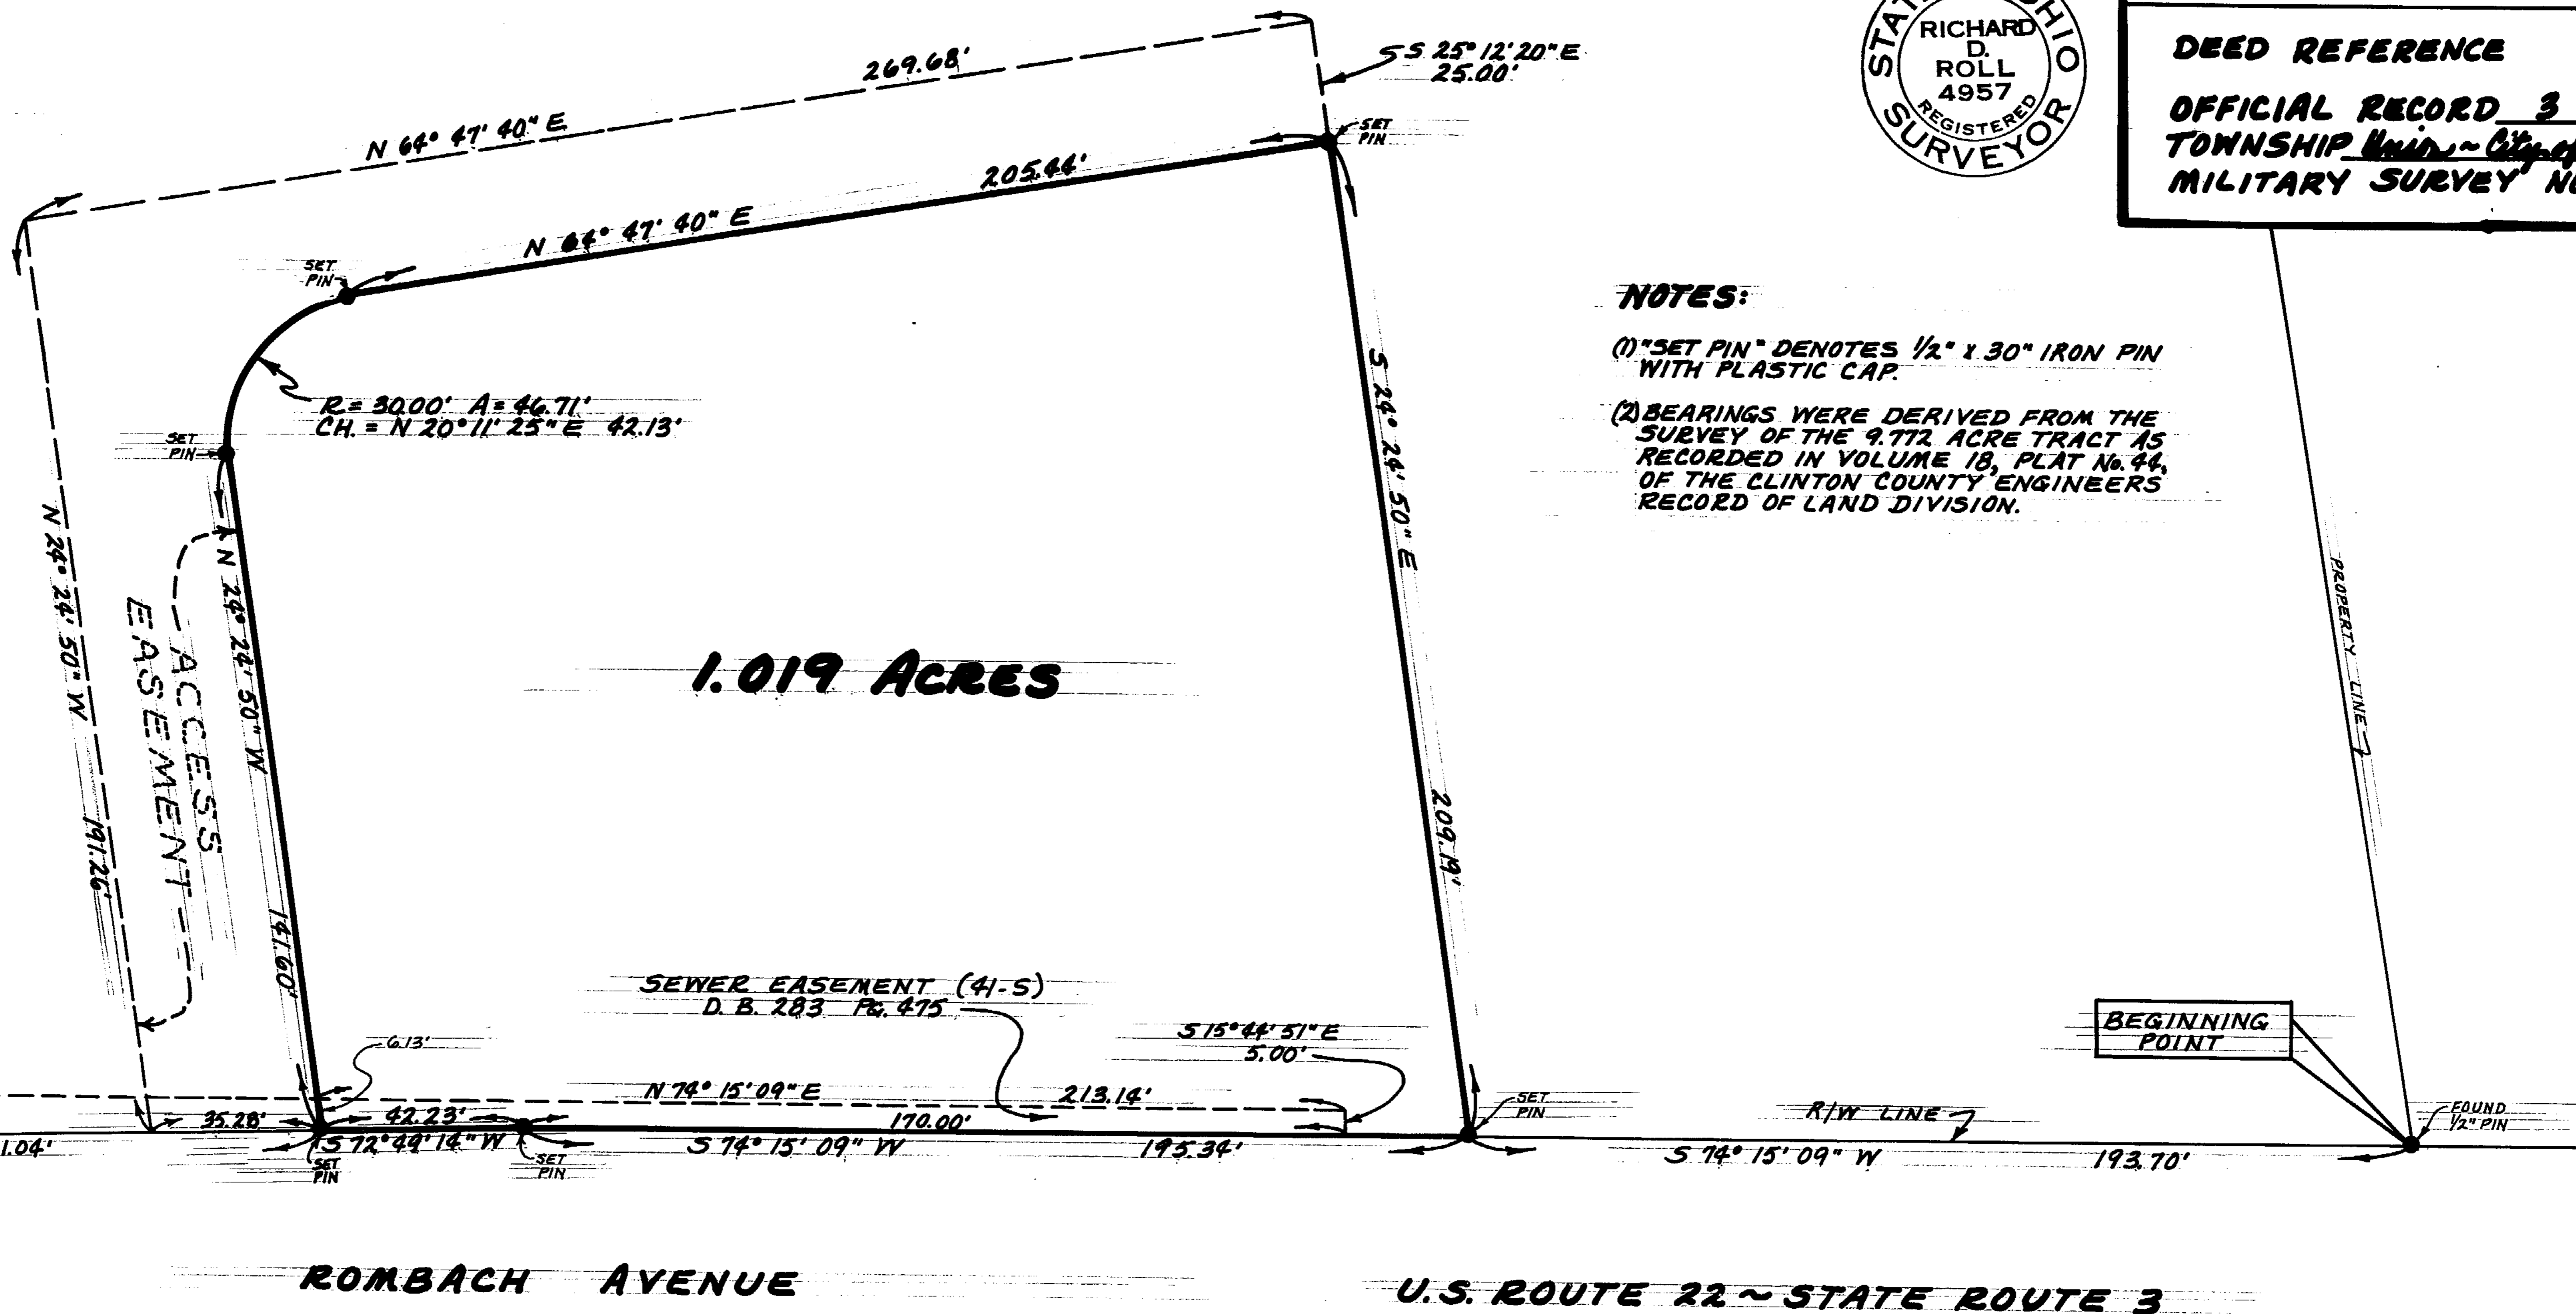 STATE OHIO
RICHARD
D.
ROLL
4957
REGISTERED
SURVEYOR
DEED REFERENCE
OFFICIAL RECORD 3
TOWNSHIP Union ~ City of
MILITARY SURVEY
269.68'
N 64° 47' 40" E
S 25° 12' 20" E
25.00'
SET
PIN
205.44'
N 64° 47' 40" E
SET
PIN
R = 30.00' A = 46.71'
CH. = N 20° 11' 25" E 42.13'
SET
PIN
NOTES:
(1) "SET PIN" DENOTES 1/2" X 30" IRON PIN
WITH PLASTIC CAP.
(2) BEARINGS WERE DERIVED FROM THE
SURVEY OF THE 9.772 ACRE TRACT AS
RECORDED IN VOLUME 18, PLAT No. 44,
OF THE CLINTON COUNTY ENGINEERS
RECORD OF LAND DIVISION.
N 24° 24' 50" W 191.26'
ACCESS
EASEMENT
N 24° 24' 50" W 141.60'
S 24° 24' 50" E 209.19'
PROPERTY LINE
1.019 ACRES
SEWER EASEMENT (41-S)
D. B. 283 PG. 475
S 15° 44' 51" E
5.00'
6.13'
BEGINNING
POINT
N 74° 15' 09" E 213.14'
35.28' 42.23' 170.00'
SET
PIN
R/W LINE
FOUND
1/2" PIN
1.04'
S 72° 44' 14" W
S 74° 15' 09" W 195.34'
S 74° 15' 09" W 193.70'
SET
PIN
SET
PIN
ROMBACH AVENUE
U.S. ROUTE 22 ~ STATE ROUTE 3